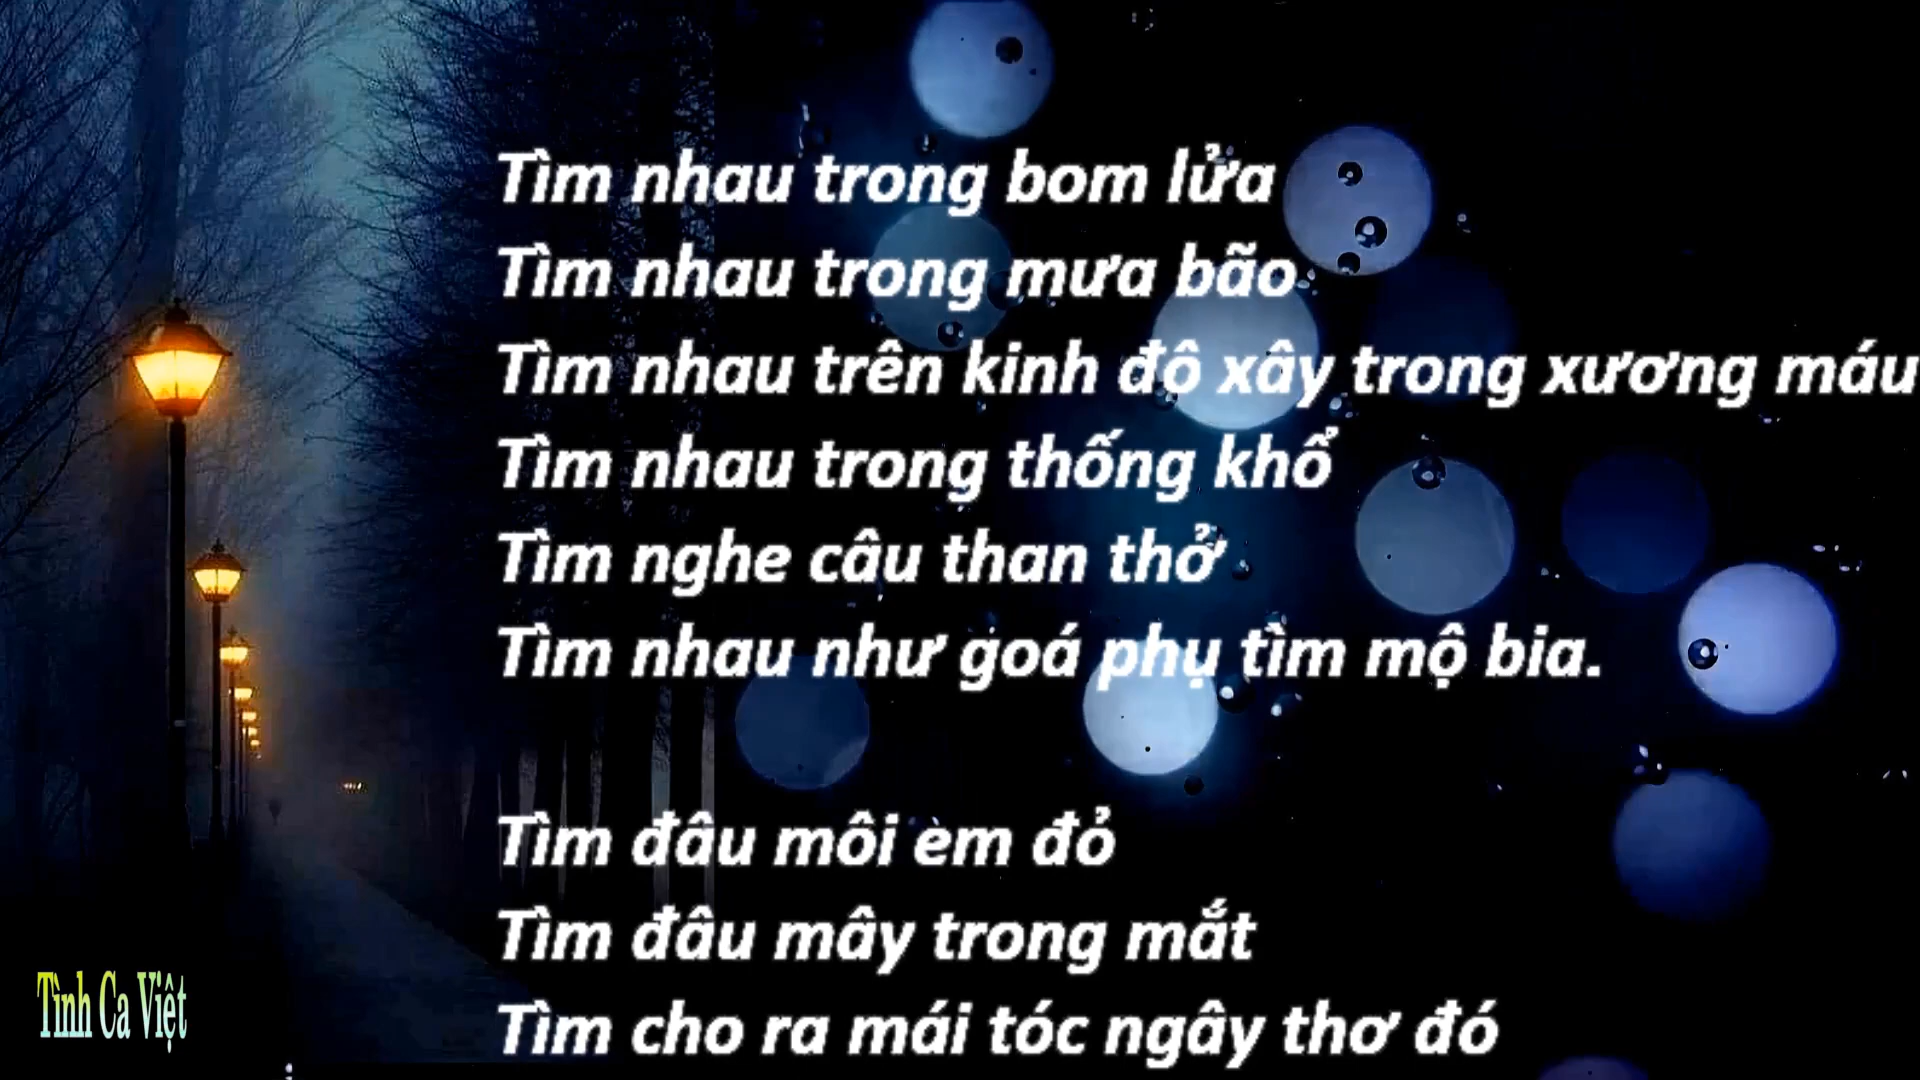 Tìm nhau trong bom lửa
Tìm nhau trong mưa bão
Tìm nhau trên kinh đô xây trong xương máu
Tìm nhau trong thống khổ
Tìm nghe câu than thở
Tìm nhau như goá phụ tìm mộ bia.
Tìm đâu môi em đỏ
Tìm đâu mây trong mắt
Tìm cho ra mái tóc ngây thơ đó
Tình Ca Việt